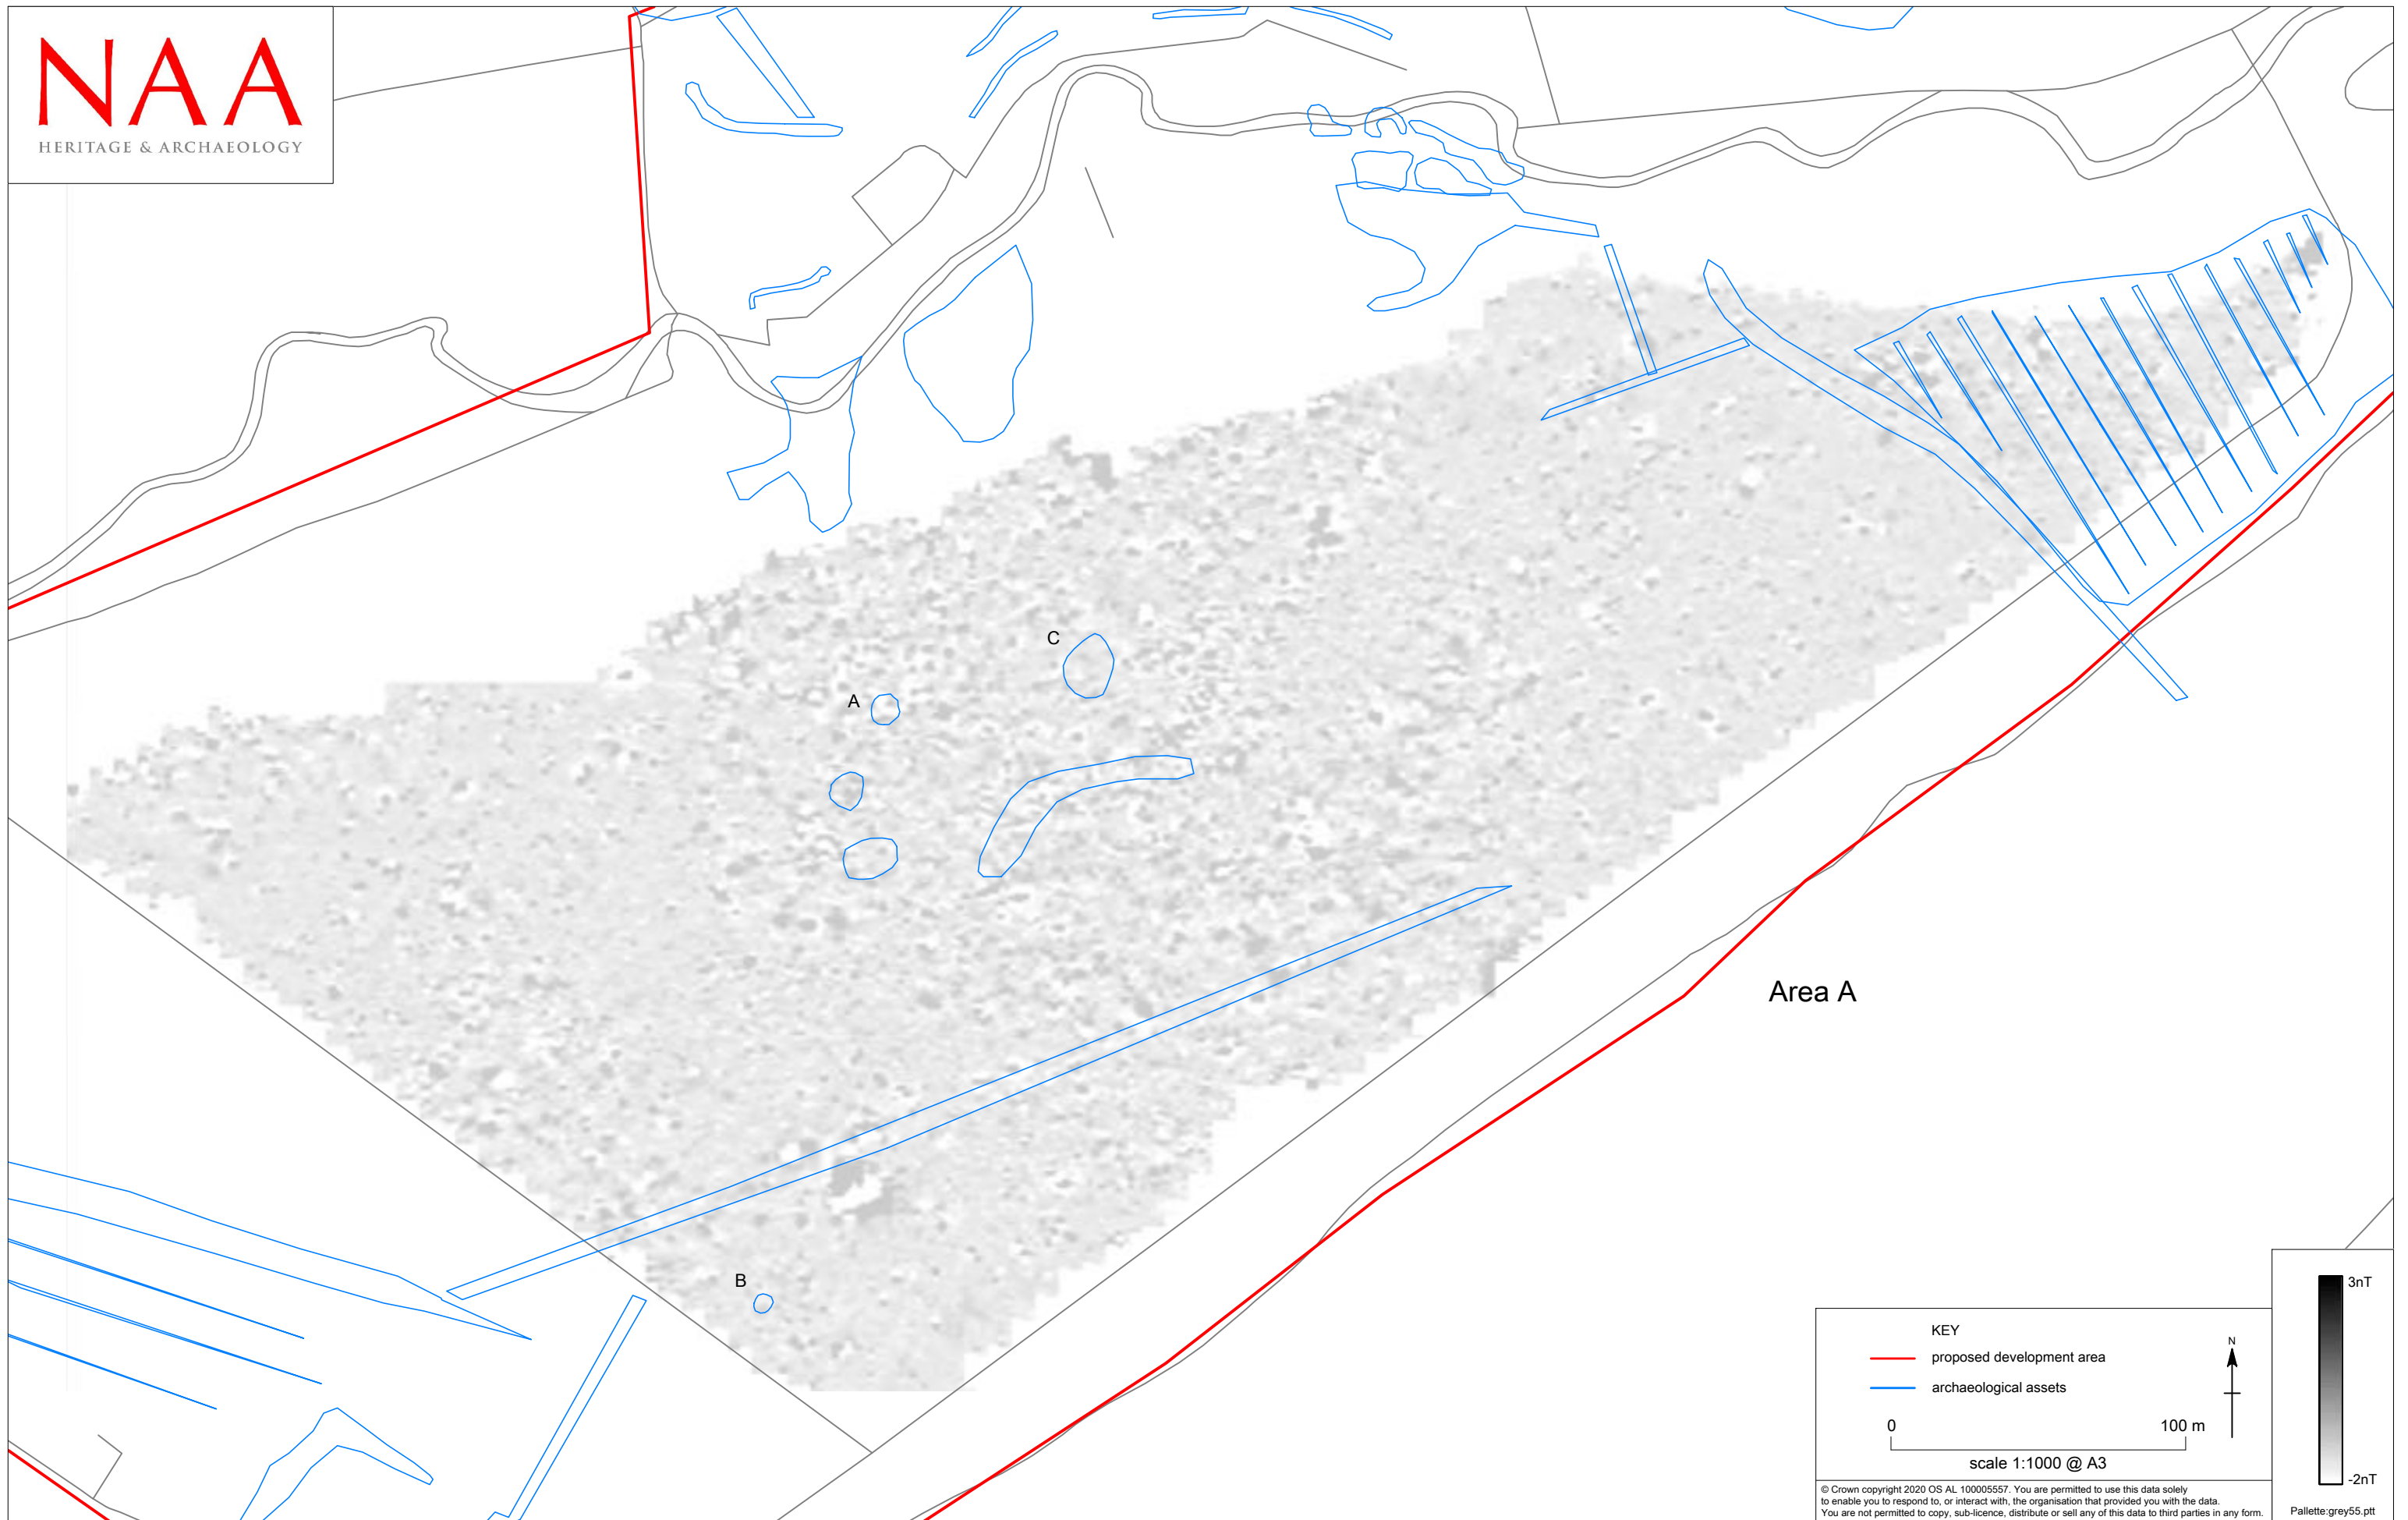 NAA
HERITAGE & ARCHAEOLOGY
C
A
B
Area A
KEY
proposed development area
archaeological assets
N
0 100 m
scale 1:1000 @ A3
© Crown copyright 2020 OS AL 100005557. You are permitted to use this data solely
to enable you to respond to, or interact with, the organisation that provided you with the data.
You are not permitted to copy, sub-licence, distribute or sell any of this data to third parties in any form.
3nT
-2nT
Pallette:grey55.ptt